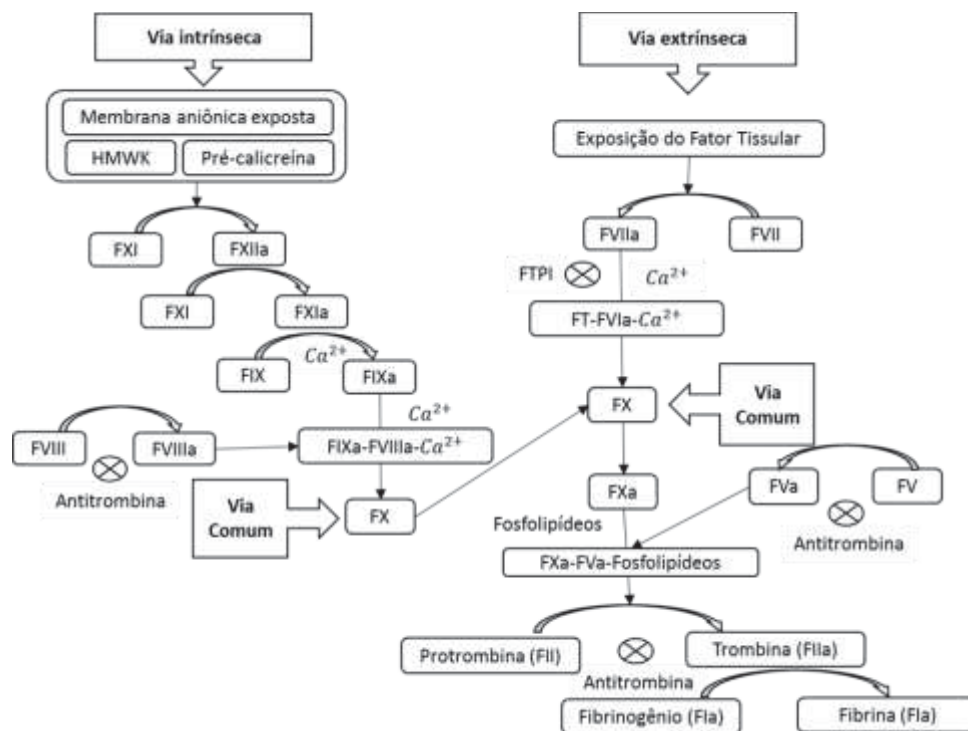 Via intrínseca
Membrana aniônica exposta
HMWK
Pré-calicreína
FXI
FXIIa
FXI
FXIa
Ca²⁺
FIX
FIXa
Ca²⁺
FVIII
FVIIIa
FIXa-FVIIIa-Ca²⁺
Antitrombina
Via
Comum
FX
Via extrínseca
Exposição do Fator Tissular
FVIIa
FVII
FTPI
Ca²⁺
FT-FVIa-Ca²⁺
FX
Via
Comum
FXa
FVa
FV
Fosfolipídeos
Antitrombina
FXa-FVa-Fosfolipídeos
Protrombina (FII)
Trombina (FIIa)
Antitrombina
Fibrinogênio (FIa)
Fibrina (FIa)